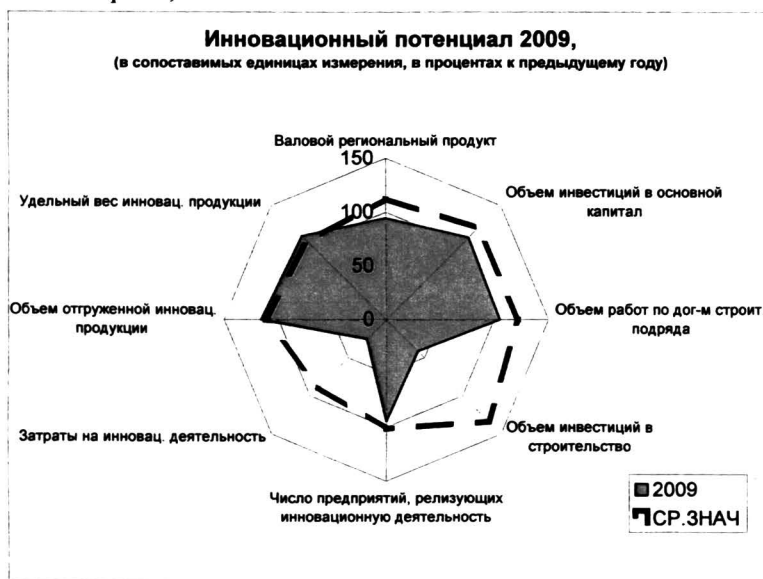 Инновационный потенциал 2009,
(в сопоставимых единицах измерения, в процентах к предыдущему году)
Валовой региональный продукт
150
Удельный вес инновац. продукции
Объем инвестиций в основной
капитал
100
50
Объем отгруженной инновац.
продукции
0
Объем работ по дог-м строит
подряда
Затраты на инновац. деятельность
Объем инвестиций в
строительство
Число предприятий, релизующих
инновационную деятельность
2009
СР.ЗНАЧ